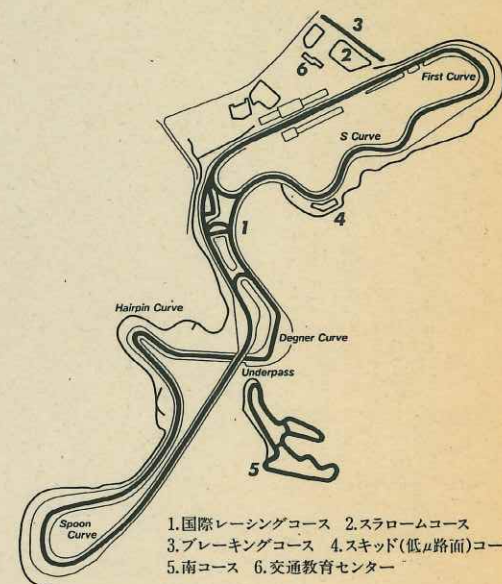 3
2
6
First Curve
S Curve
4
1
Hairpin Curve
Degner Curve
Underpass
5
Spoon Curve
1.国際レーシングコース 2.スラロームコース
3.ブレーキングコース 4.スキッド(低μ路面)コー
5.南コース 6.交通教育センター